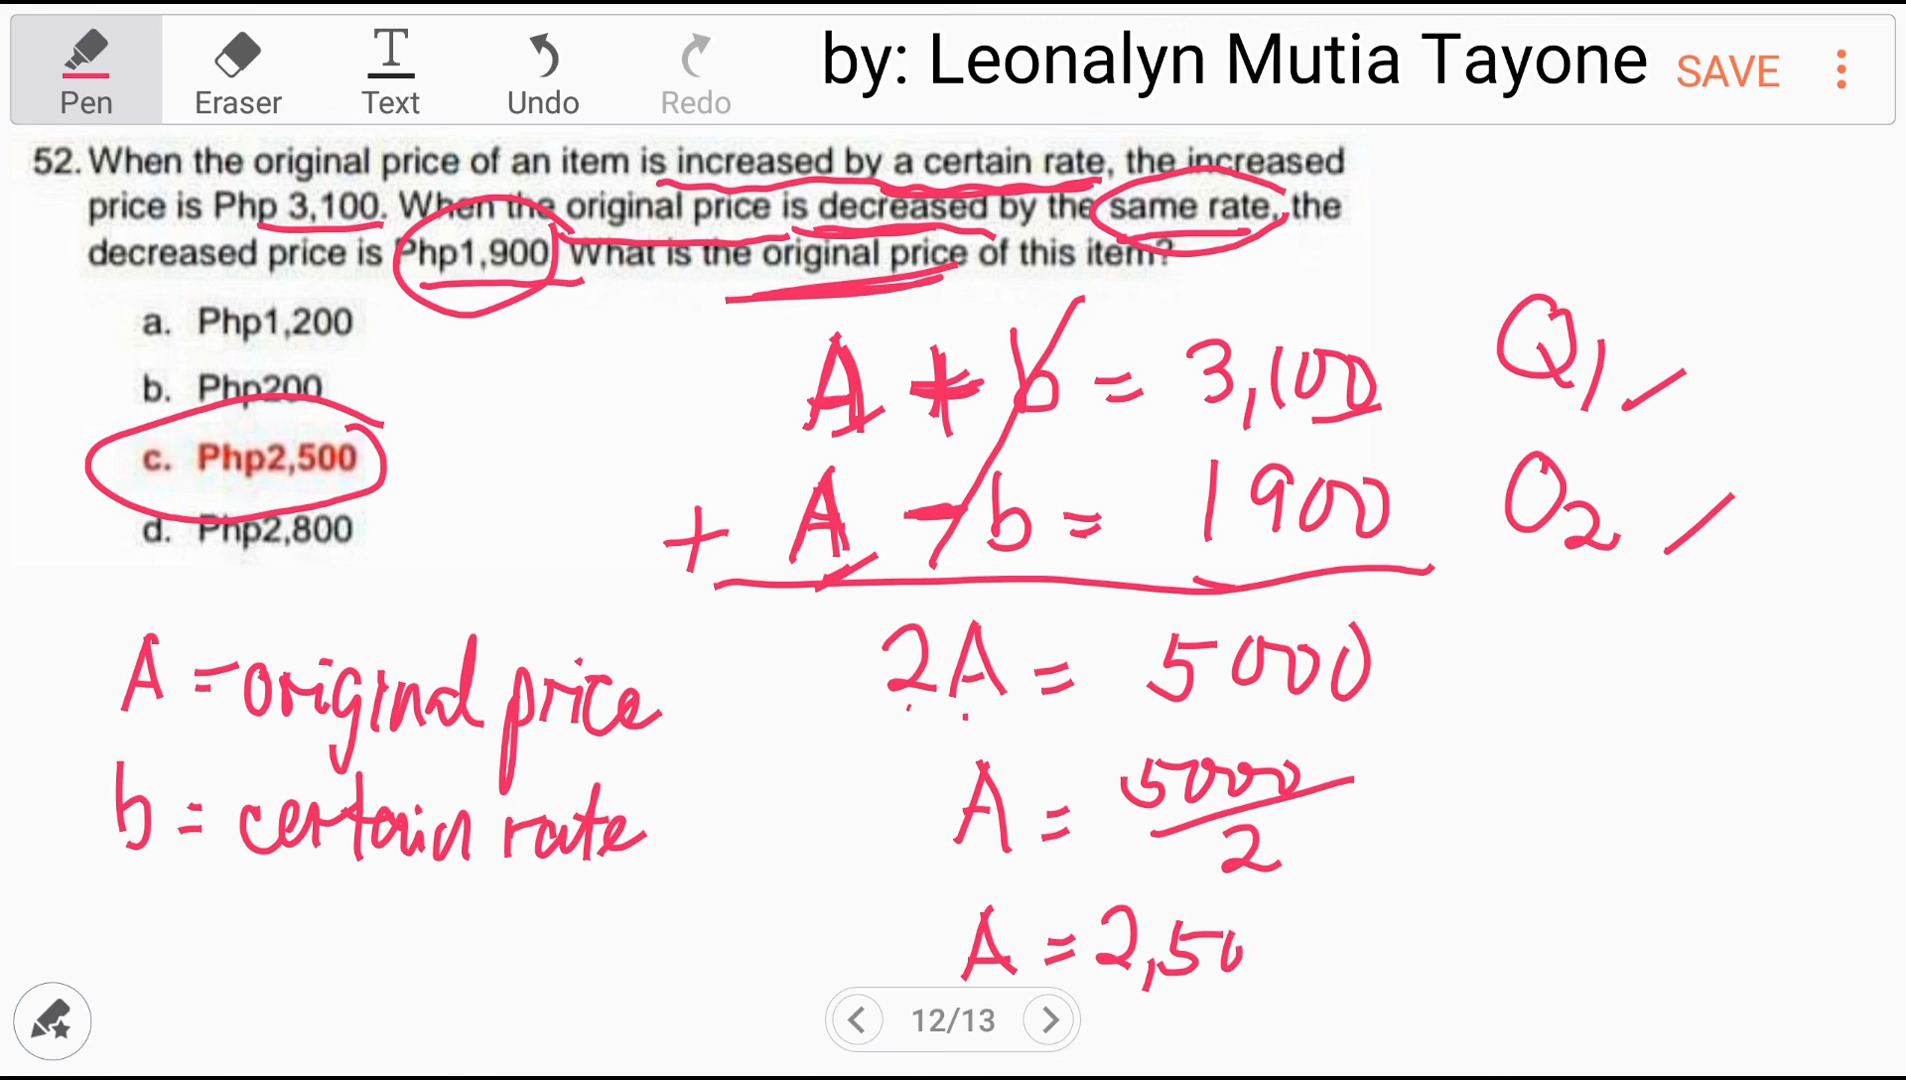 Pen
Eraser
Text
Undo
Redo
by: Leonalyn Mutia Tayone
SAVE
52. When the original price of an item is increased by a certain rate, the increased
price is Php 3,100. When the original price is decreased by the same rate, the
decreased price is Php1,900 What is the original price of this item?
a. Php1,200
b. Php200
c. Php2,500
d. Php2,800
A + b = 3,100 Q1
+ A - b = 1900 O2
2A = 5000
A = 5000/2
A = 2,50
A = original price
b = certain rate
12/13